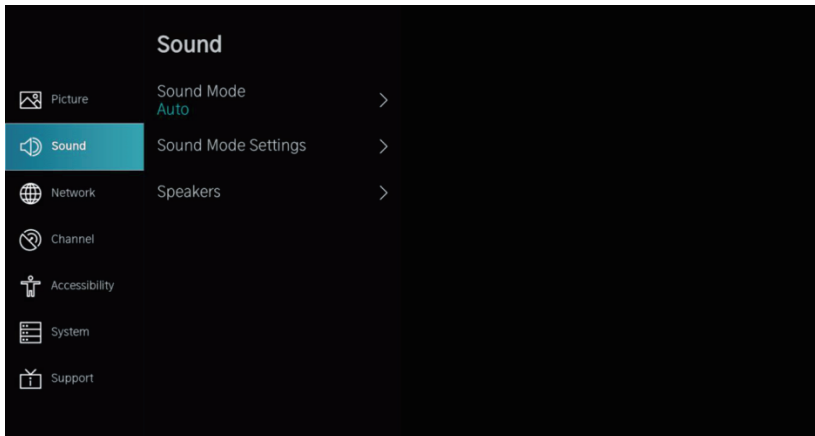 Sound
Picture
Sound
Network
Channel
Accessibility
System
Support
Sound Mode
Auto
Sound Mode Settings
Speakers